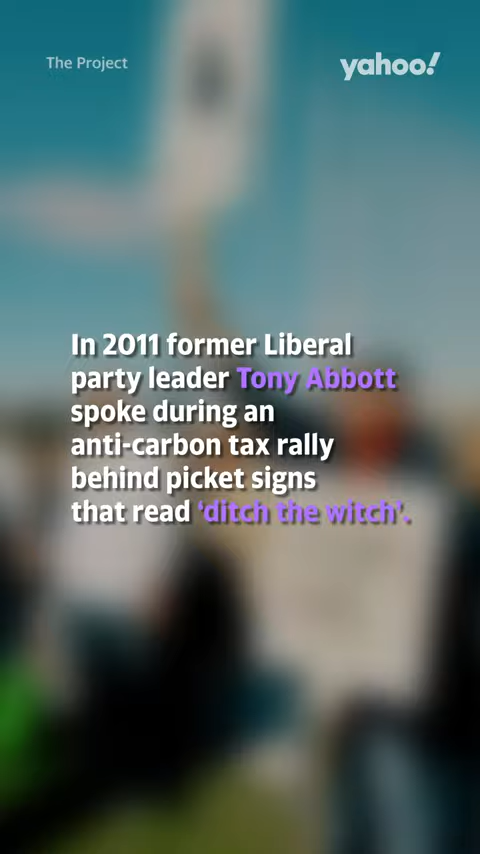 The Project
yahoo!
In 2011 former Liberal
party leader Tony Abbott
spoke during an
anti-carbon tax rally
behind picket signs
that read ‘ditch the witch’.